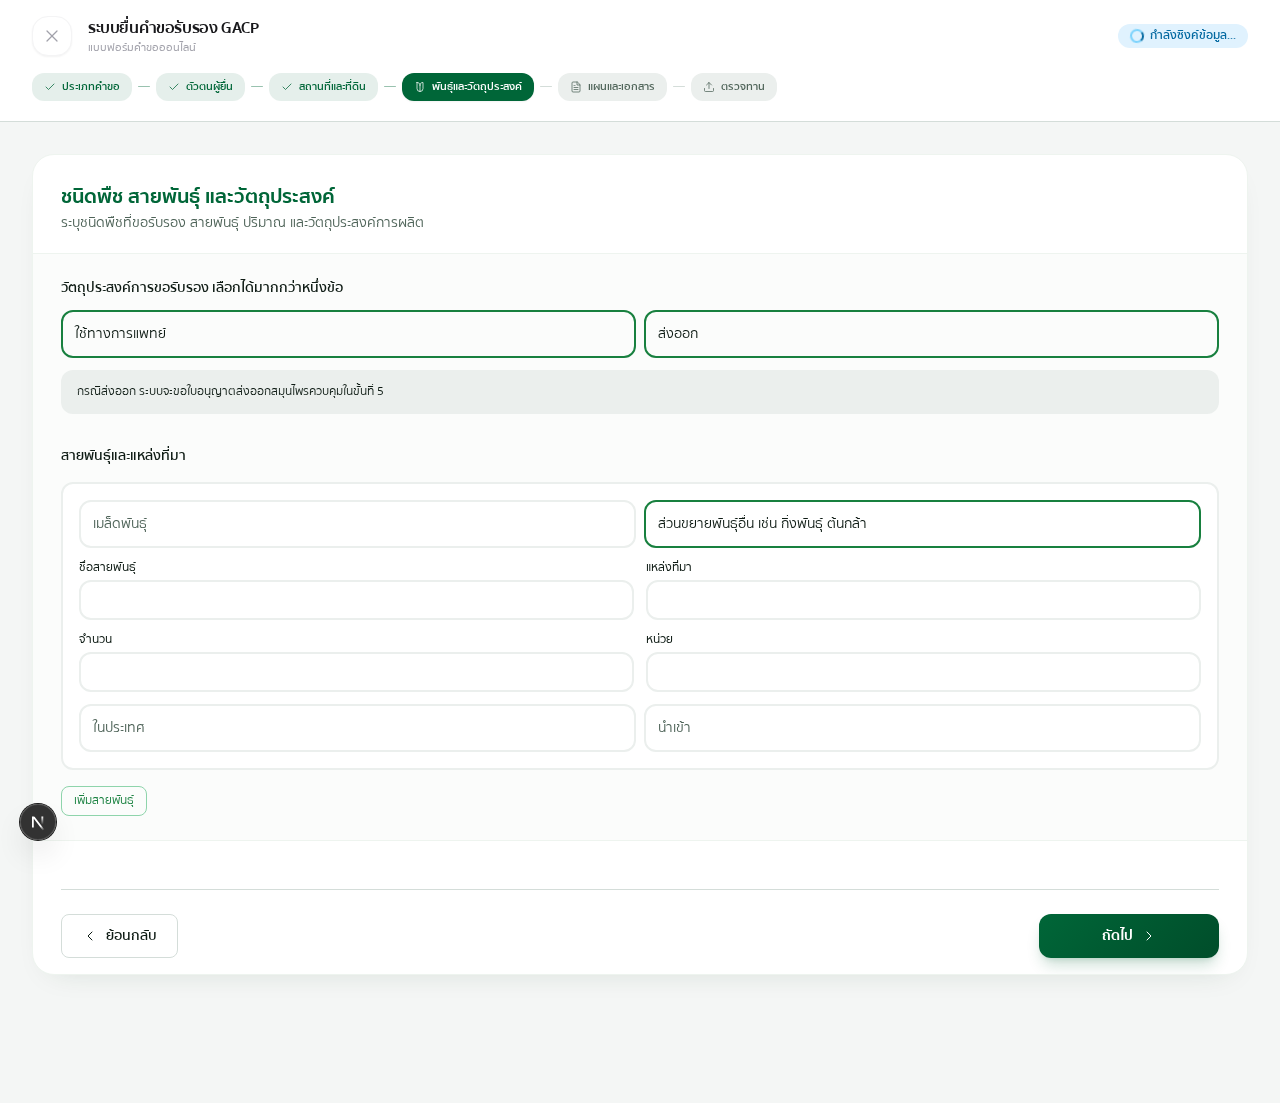 ระบบยื่นคำขอรับรอง GACP
แบบฟอร์มคำขอออนไลน์
กำลังซิงค์ข้อมูล...
ประเภทคำขอ
ตัวตนผู้ยื่น
สถานที่และที่ดิน
พันธุ์และวัตถุประสงค์
แผนและเอกสาร
ตรวจทาน
ชนิดพืช สายพันธุ์ และวัตถุประสงค์
ระบุชนิดพืชที่ขอรับรอง สายพันธุ์ ปริมาณ และวัตถุประสงค์การผลิต
วัตถุประสงค์การขอรับรอง เลือกได้มากกว่าหนึ่งข้อ
ใช้ทางการแพทย์
ส่งออก
กรณีส่งออก ระบบจะขอใบอนุญาตส่งออกสมุนไพรควบคุมในขั้นที่ 5
สายพันธุ์และแหล่งที่มา
เมล็ดพันธุ์
ส่วนขยายพันธุ์อื่น เช่น กิ่งพันธุ์ ต้นกล้า
ชื่อสายพันธุ์
แหล่งที่มา
จำนวน
หน่วย
ในประเทศ
นำเข้า
เพิ่มสายพันธุ์
N
ย้อนกลับ
ถัดไป